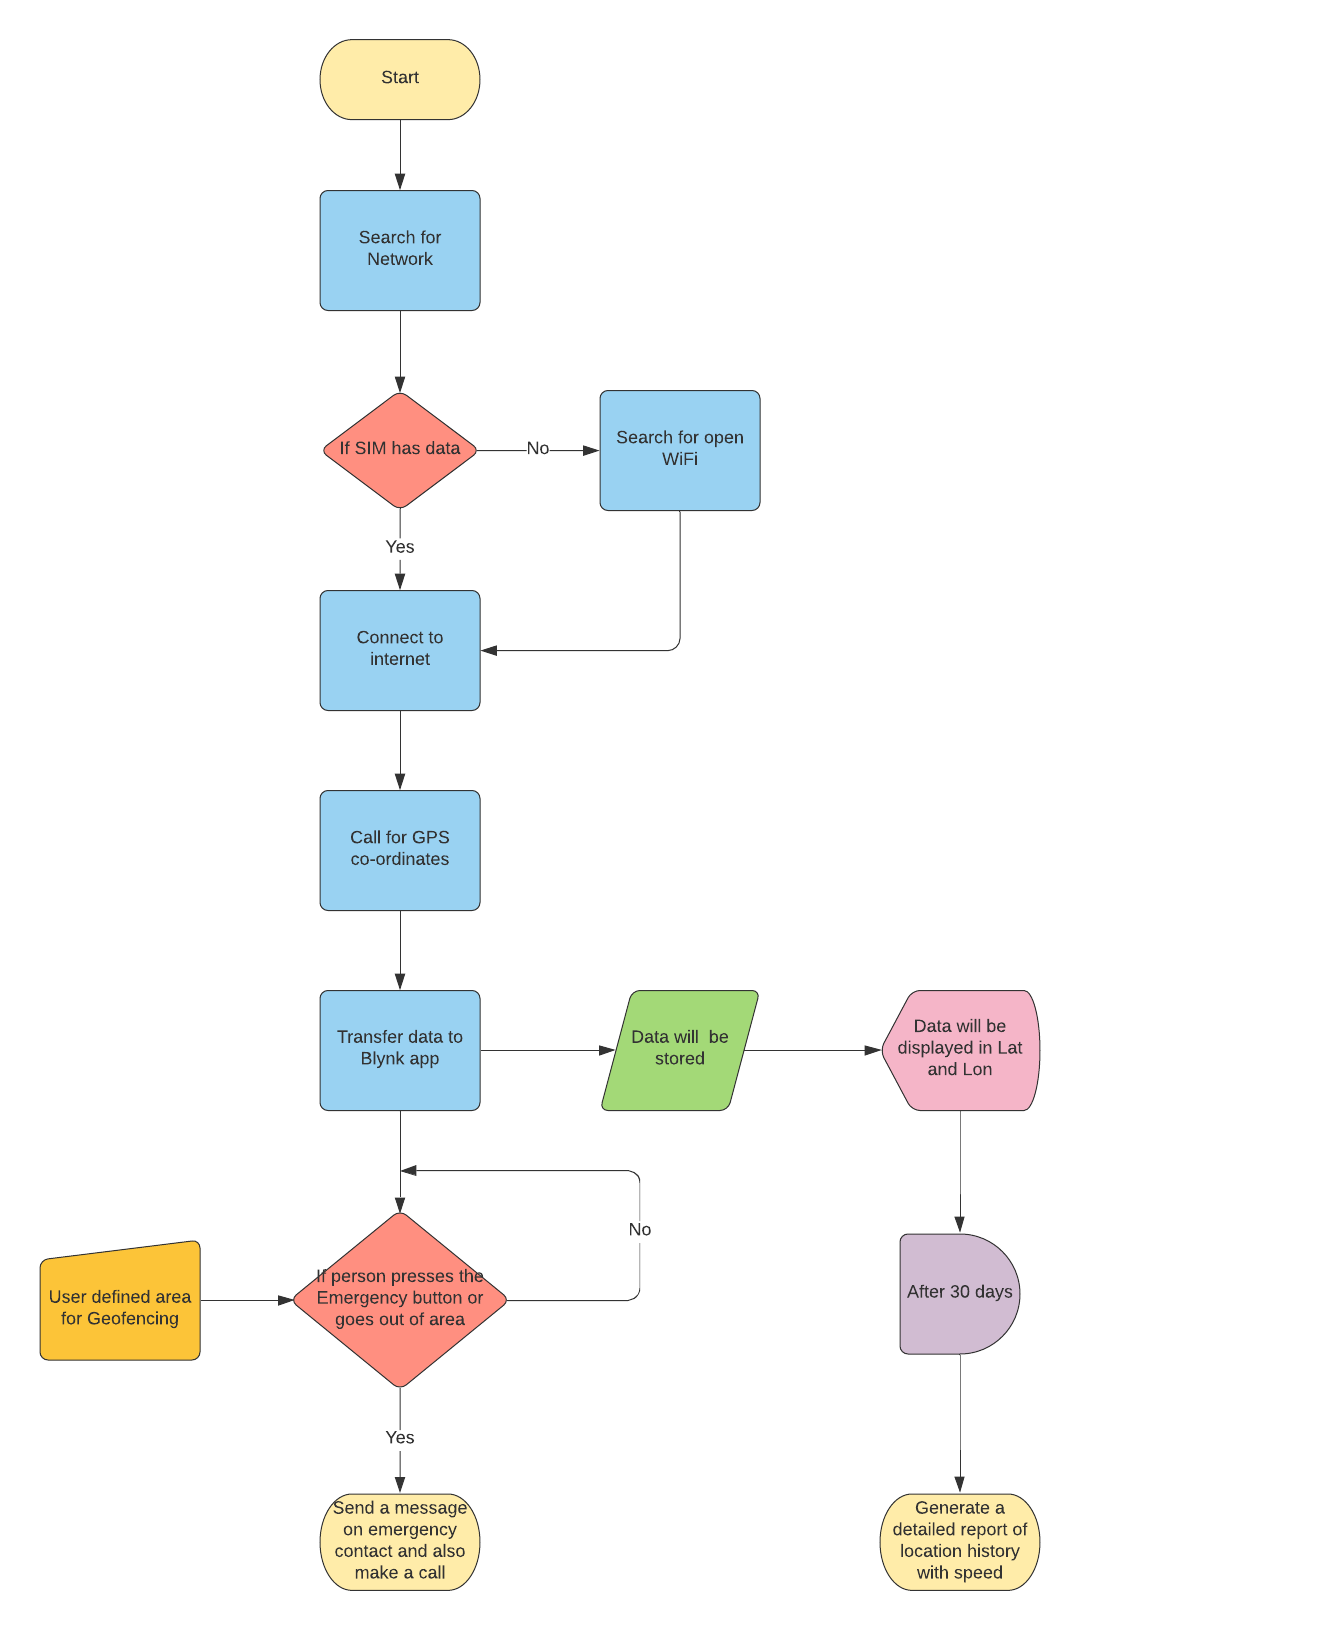 Start
Search for
Network
If SIM has data
No
Search for open
WiFi
Yes
Connect to
internet
Call for GPS
co-ordinates
Transfer data to
Blynk app
Data will  be
stored
Data will be
displayed in Lat
and Lon
No
If person presses the
Emergency button or
goes out of area
User defined area
for Geofencing
After 30 days
Yes
Send a message
on emergency
contact and also
make a call
Generate a
detailed report of
location history
with speed